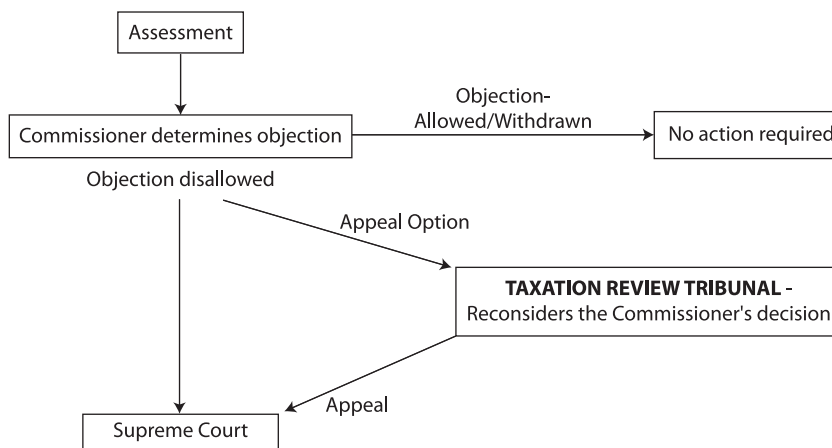 Assessment
Objection-
Allowed/Withdrawn
Commissioner determines objection
No action required
Objection disallowed
Appeal Option
TAXATION REVIEW TRIBUNAL -
Reconsiders the Commissioner's decision
Appeal
Supreme Court